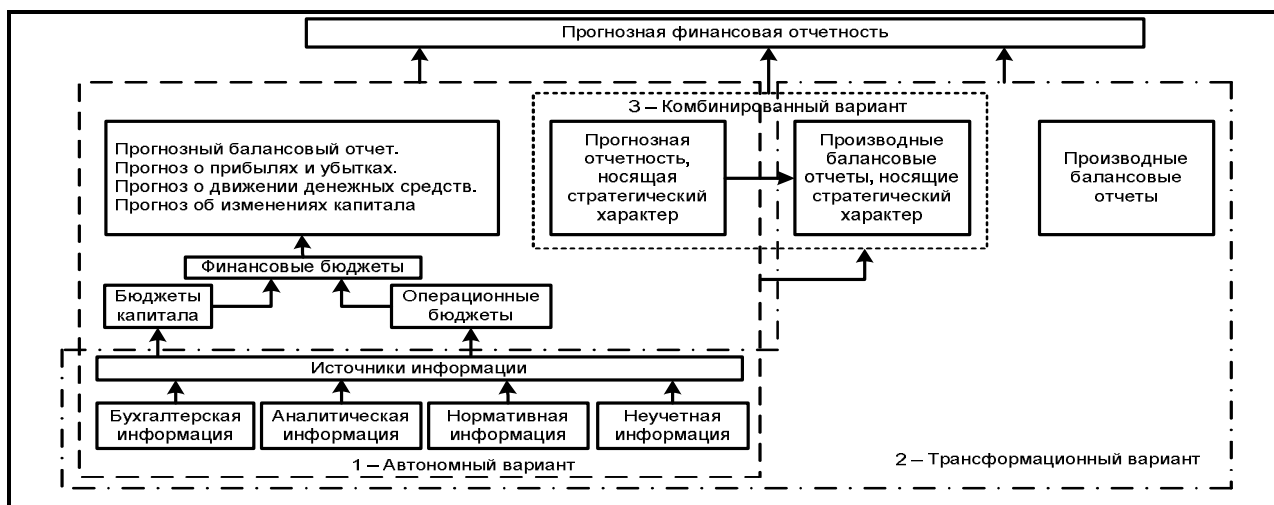 Прогнозная финансовая отчетность
3 – Комбинированный вариант
Прогнозный балансовый отчет.
Прогноз о прибылях и убытках.
Прогноз о движении денежных средств.
Прогноз об изменениях капитала
Прогнозная
отчетность,
носящая
стратегический
характер
Производные
балансовые
отчеты, носящие
стратегический
характер
Производные
балансовые
отчеты
Финансовые бюджеты
Бюджеты
капитала
Операционные
бюджеты
Источники информации
Бухгалтерская
информация
Аналитическая
информация
Нормативная
информация
Неучетная
информация
1 – Автономный вариант
2 – Трансформационный вариант